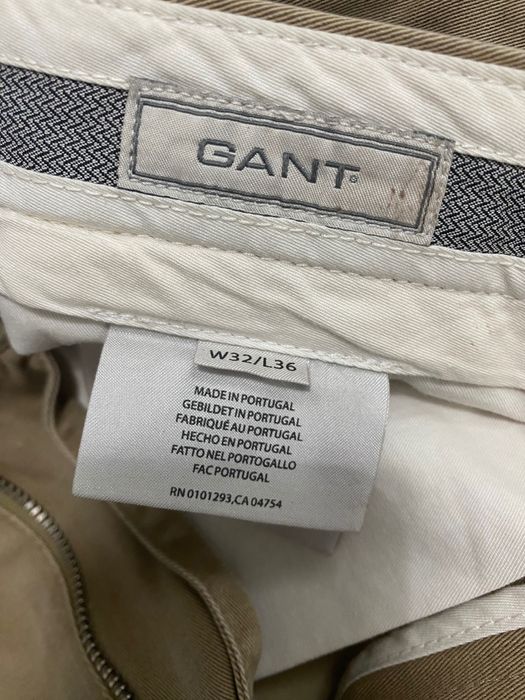 GANT®
W32/L36
MADE IN PORTUGAL
GEBILDET IN PORTUGAL
FABRIQUÉ AU PORTUGAL
HECHO EN PORTUGAL
FATTO NEL PORTOGALLO
FAC PORTUGAL
RN 0101293,CA 04754